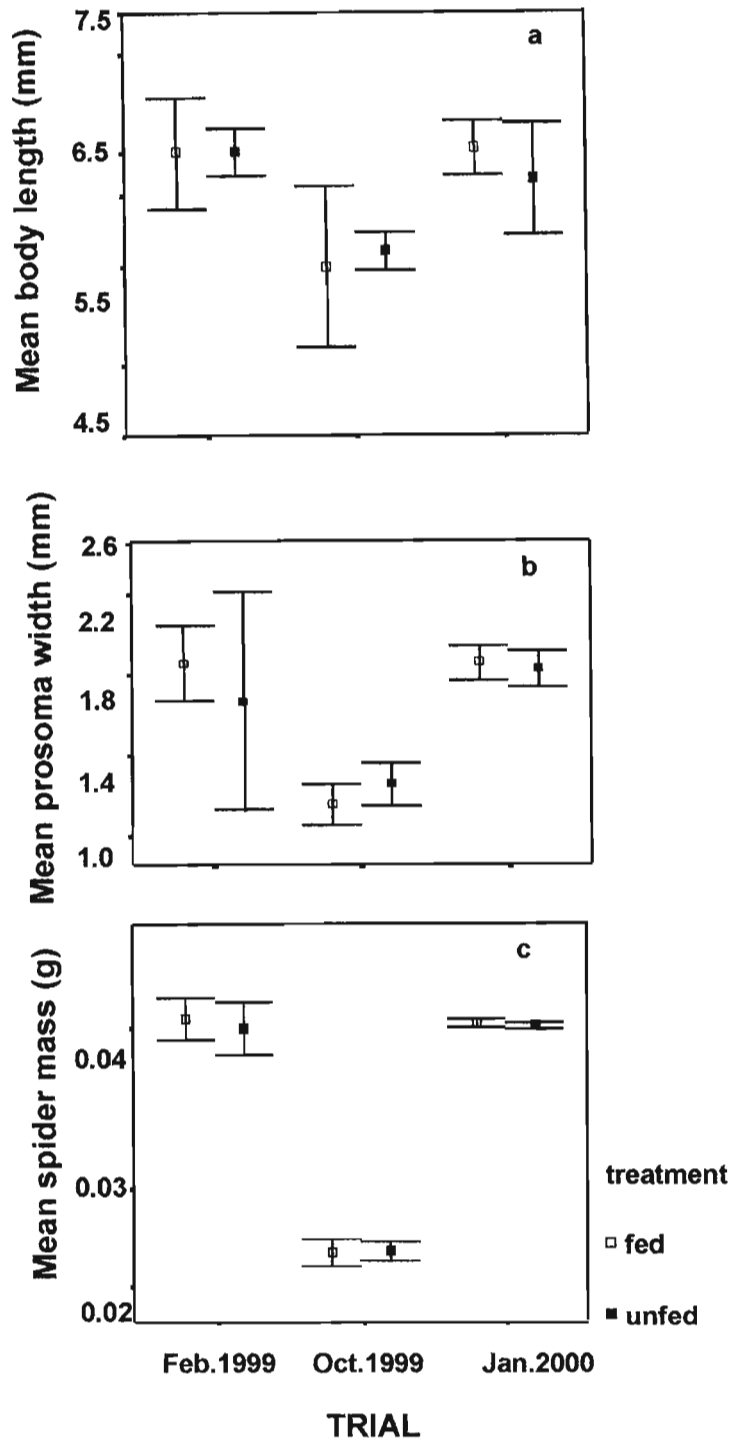 Mean body length (mm)
7.5
6.5
5.5
4.5
a
Mean prosoma width (mm)
2.6
2.2
1.8
1.4
1.0
b
Mean spider mass (g)
0.04
0.03
0.02
c
treatment
fed
unfed
Feb.1999 Oct.1999 Jan.2000
TRIAL